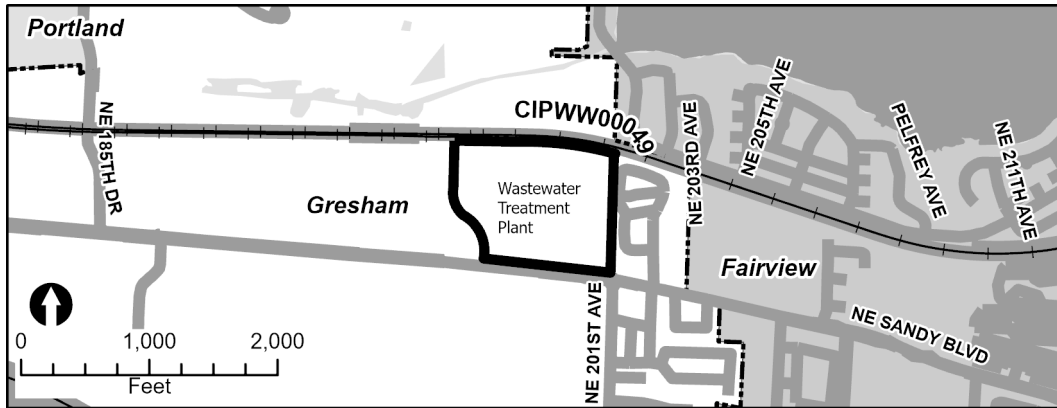 Portland
CIPWW00049
NE 185TH DR
NE 203RD AVE
NE 205TH AVE
PELFREY AVE
NE 211TH AVE
Gresham
Wastewater
Treatment
Plant
Fairview
NE 201ST AVE
NE SANDY BLVD
0 1,000 2,000
Feet